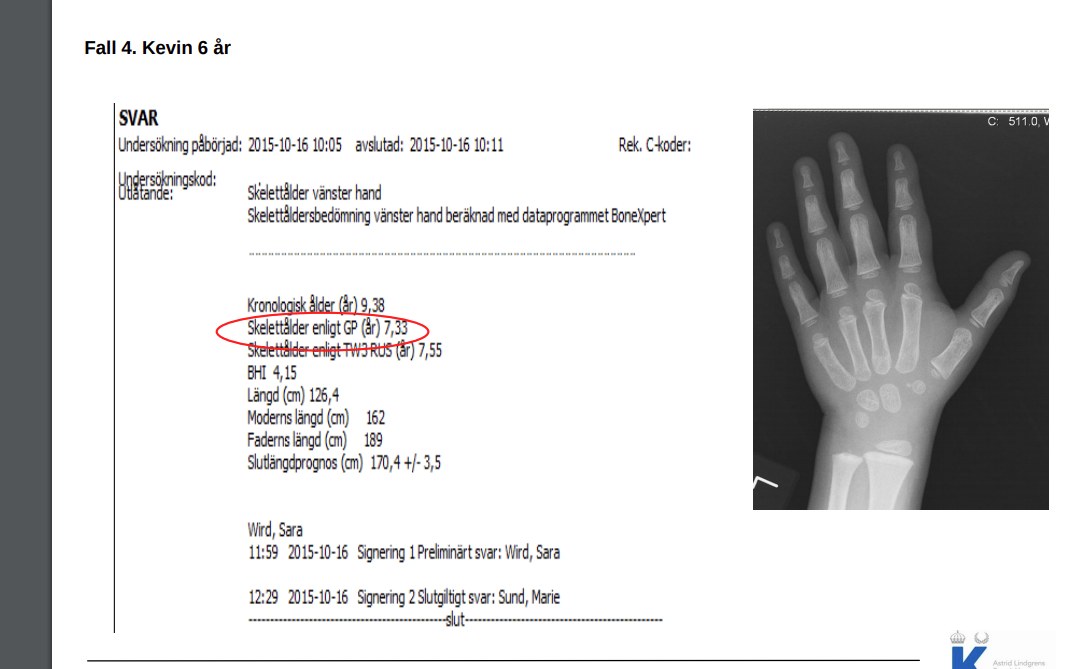 Fall 4. Kevin 6 år
SVAR
Undersökning påbörjad: 2015-10-16 10:05 avslutad: 2015-10-16 10:11 Rek. C-koder:
Undersökningskod:
Utlåtande: Skelettålder vänster hand
Skelettåldersbedömning vänster hand beräknad med dataprogrammet BoneXpert
Kronologisk ålder (år) 9,38
Skelettålder enligt GP (år) 7,33
Skelettålder enligt TW3 RUS (år) 7,55
BHI 4,15
Längd (cm) 126,4
Moderns längd (cm) 162
Faderns längd (cm) 189
Slutlängdprognos (cm) 170,4 +/- 3,5
Wird, Sara
11:59 2015-10-16 Signering 1 Preliminärt svar: Wird, Sara
12:29 2015-10-16 Signering 2 Slutgiltigt svar: Sund, Marie
-----------------------------------------------slut-----------------------------------------------
C: 511.0, W
L
K
Astrid Lindgrens